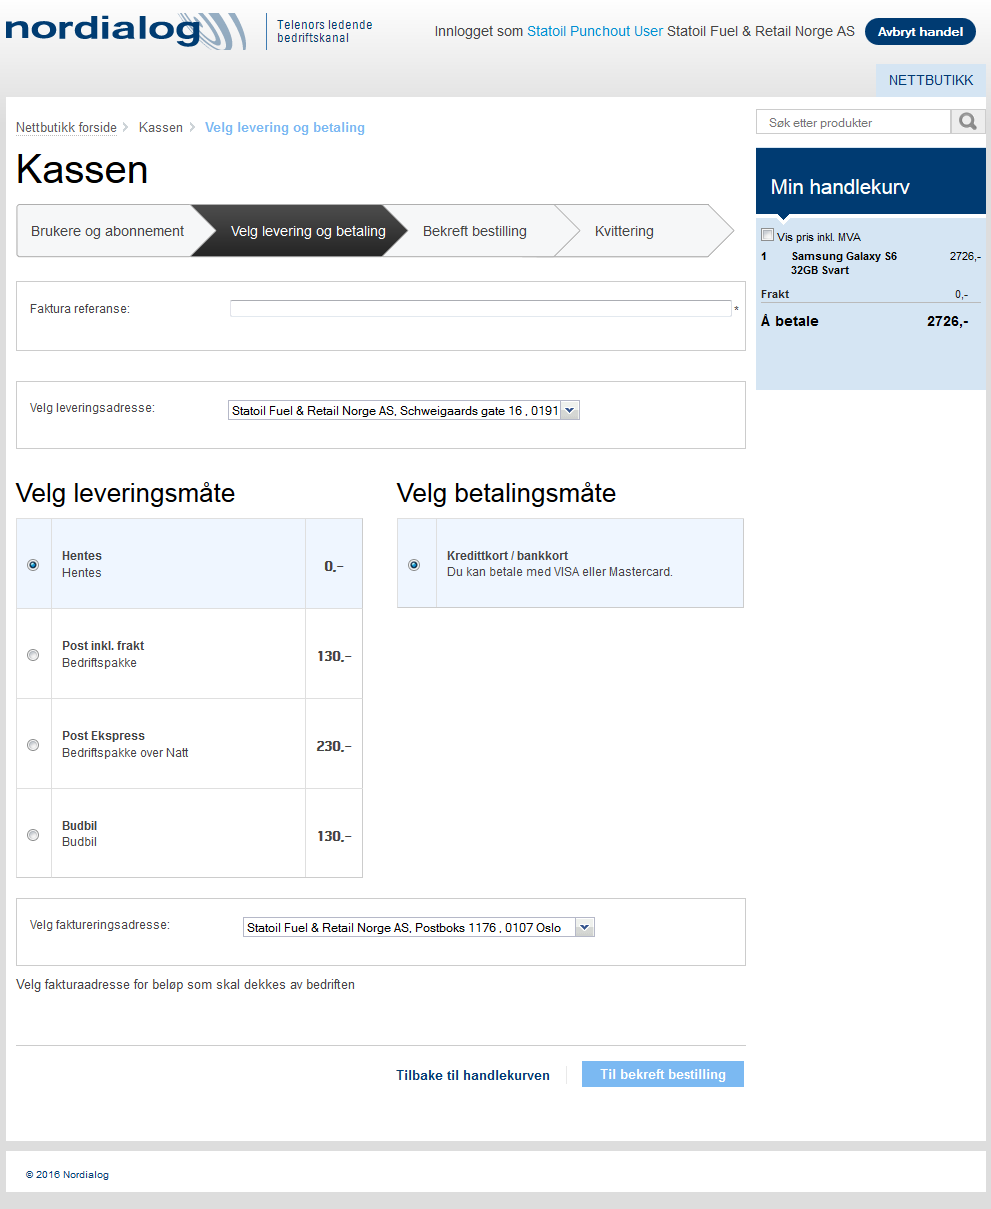 nordialog
Telenors ledende
bedriftskanal
Innlogget som Statoil Punchout User Statoil Fuel & Retail Norge AS
Avbryt handel
NETTBUTIKK
Nettbutikk forside
Kassen
Velg levering og betaling
Søk etter produkter
Kassen
Min handlekurv
Brukere og abonnement
Velg levering og betaling
Bekreft bestilling
Kvittering
Vis pris inkl. MVA
1 Samsung Galaxy S6 2726,-
32GB Svart
Frakt 0,-
Å betale 2726,-
Faktura referanse: *
Velg leveringsadresse:
Statoil Fuel & Retail Norge AS, Schweigaards gate 16 , 0191
Velg leveringsmåte
Hentes
Hentes
0,-
Post inkl. frakt
Bedriftspakke
130,-
Post Ekspress
Bedriftspakke over Natt
230,-
Budbil
Budbil
130,-
Velg betalingsmåte
Kredittkort / bankkort
Du kan betale med VISA eller Mastercard.
Velg faktureringsadresse:
Statoil Fuel & Retail Norge AS, Postboks 1176 , 0107 Oslo
Velg fakturaadresse for beløp som skal dekkes av bedriften
Tilbake til handlekurven
Til bekreft bestilling
© 2016 Nordialog